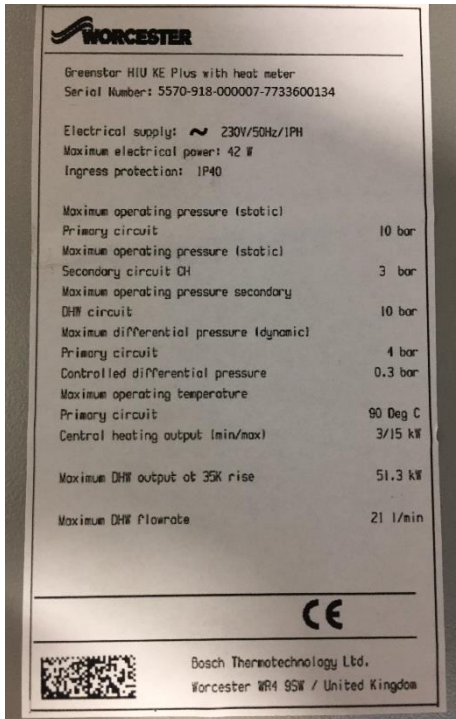 WORCESTER
Greenstar HIU KE Plus with heat meter
Serial Number: 5570-918-000007-7733600134
Electrical supply: ~ 230V/50Hz/1PH
Maximum electrical power: 42 W
Ingress protection: IP40
Maximum operating pressure (static)
Primary circuit 10 bar
Maximum operating pressure (static)
Secondary circuit CH 3 bar
Maximum operating pressure secondary
DHW circuit 10 bar
Maximum differential pressure (dynamic)
Primary circuit 4 bar
Controlled differential pressure 0.3 bar
Maximum operating temperature
Primary circuit 90 Deg C
Central heating output (min/max) 3/15 kW
Maximum DHW output at 35K rise 51.3 kW
Maximum DHW flowrate 21 l/min
CE
Bosch Thermotechnology Ltd.
Worcester WR4 9SW / United Kingdom